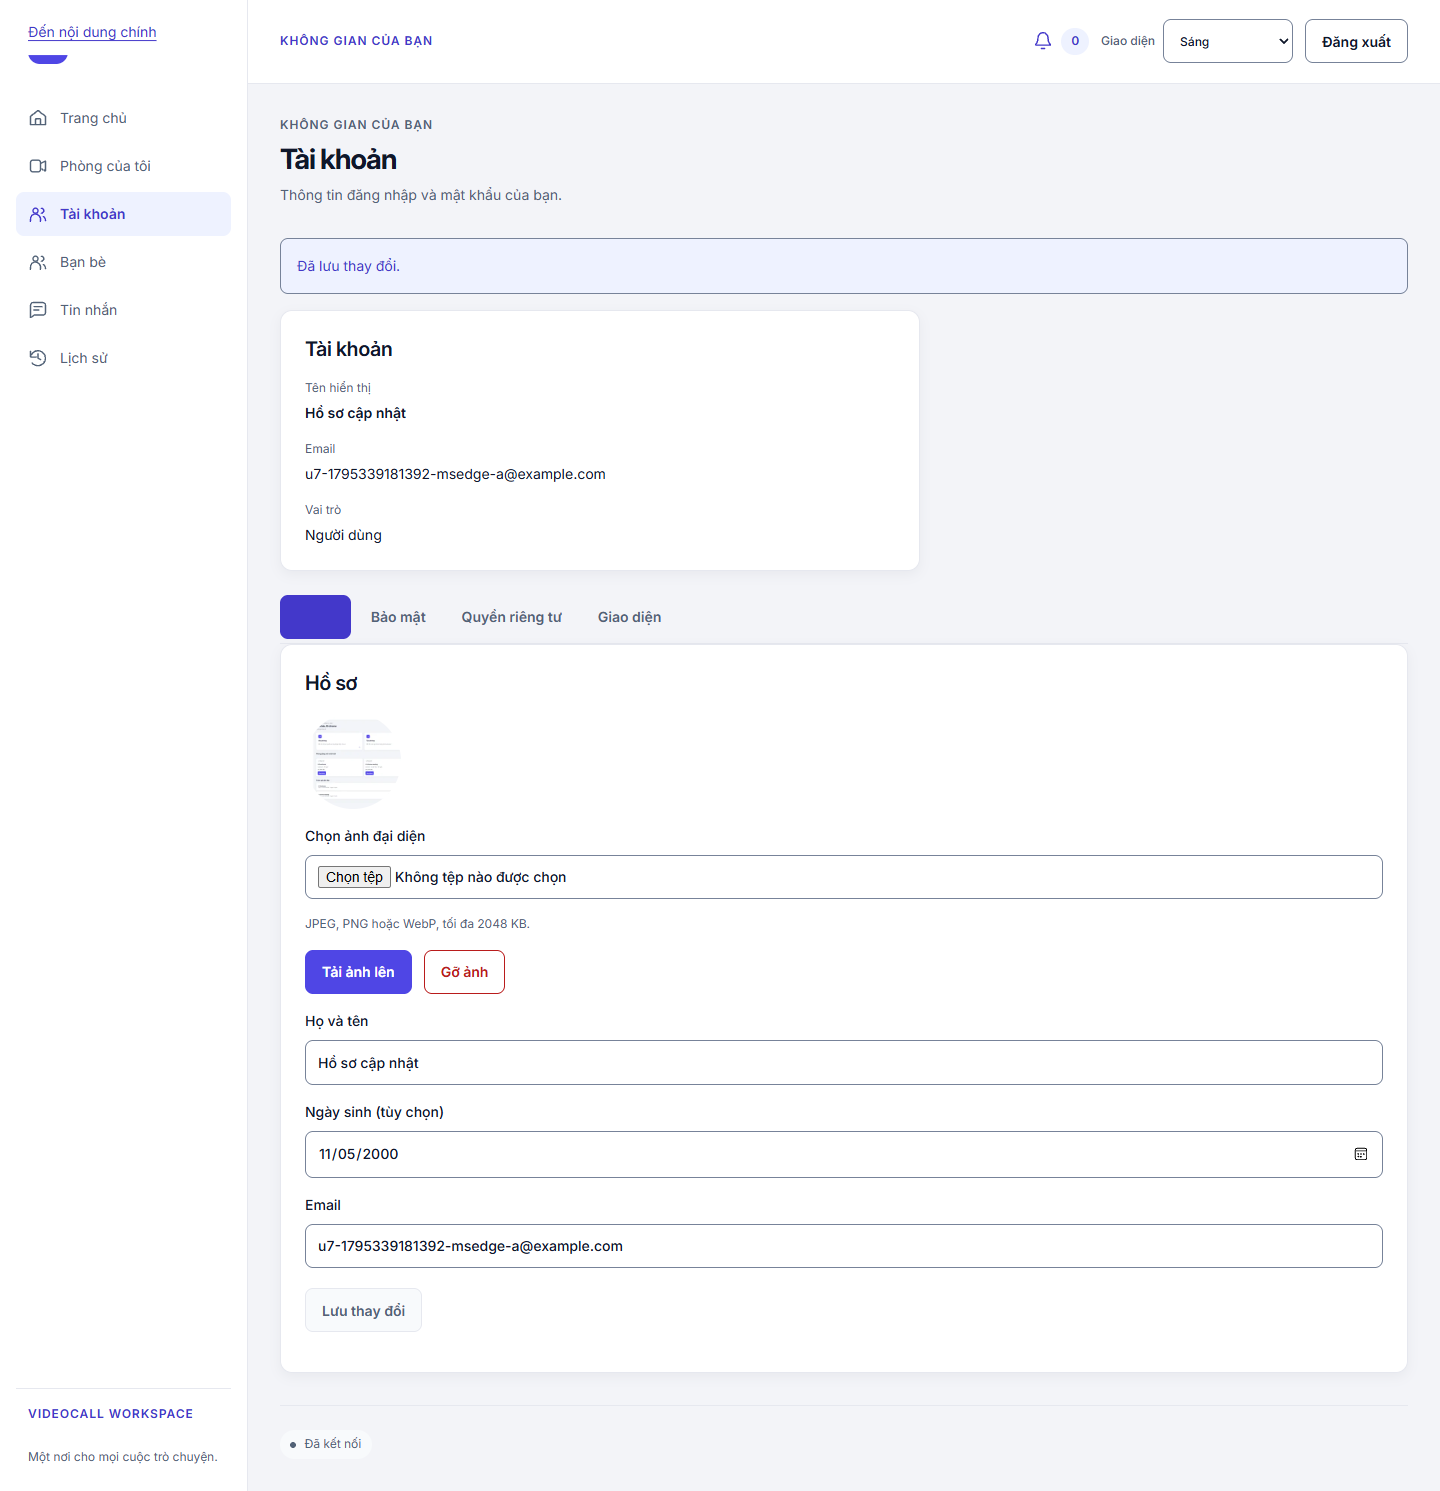 Đến nội dung chính
Trang chủ
Phòng của tôi
Tài khoản
Bạn bè
Tin nhắn
Lịch sử
VIDEOCALL WORKSPACE
Một nơi cho mọi cuộc trò chuyện.
KHÔNG GIAN CỦA BẠN
0
Giao diện
Sáng
Đăng xuất
KHÔNG GIAN CỦA BẠN
Tài khoản
Thông tin đăng nhập và mật khẩu của bạn.
Đã lưu thay đổi.
Tài khoản
Tên hiển thị
Hồ sơ cập nhật
Email
u7-1795339181392-msedge-a@example.com
Vai trò
Người dùng
Bảo mật
Quyền riêng tư
Giao diện
Hồ sơ
Chọn ảnh đại diện
Chọn tệp Không tệp nào được chọn
JPEG, PNG hoặc WebP, tối đa 2048 KB.
Tải ảnh lên
Gỡ ảnh
Họ và tên
Hồ sơ cập nhật
Ngày sinh (tùy chọn)
11/05/2000
Email
u7-1795339181392-msedge-a@example.com
Lưu thay đổi
Đã kết nối